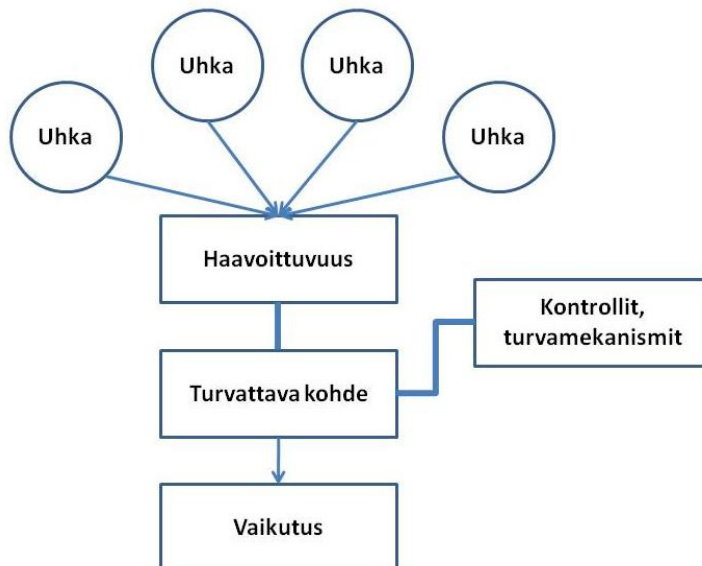 Uhka
Uhka
Uhka
Uhka
Haavoittuvuus
Kontrollit,
turvamekanismit
Turvattava kohde
Vaikutus